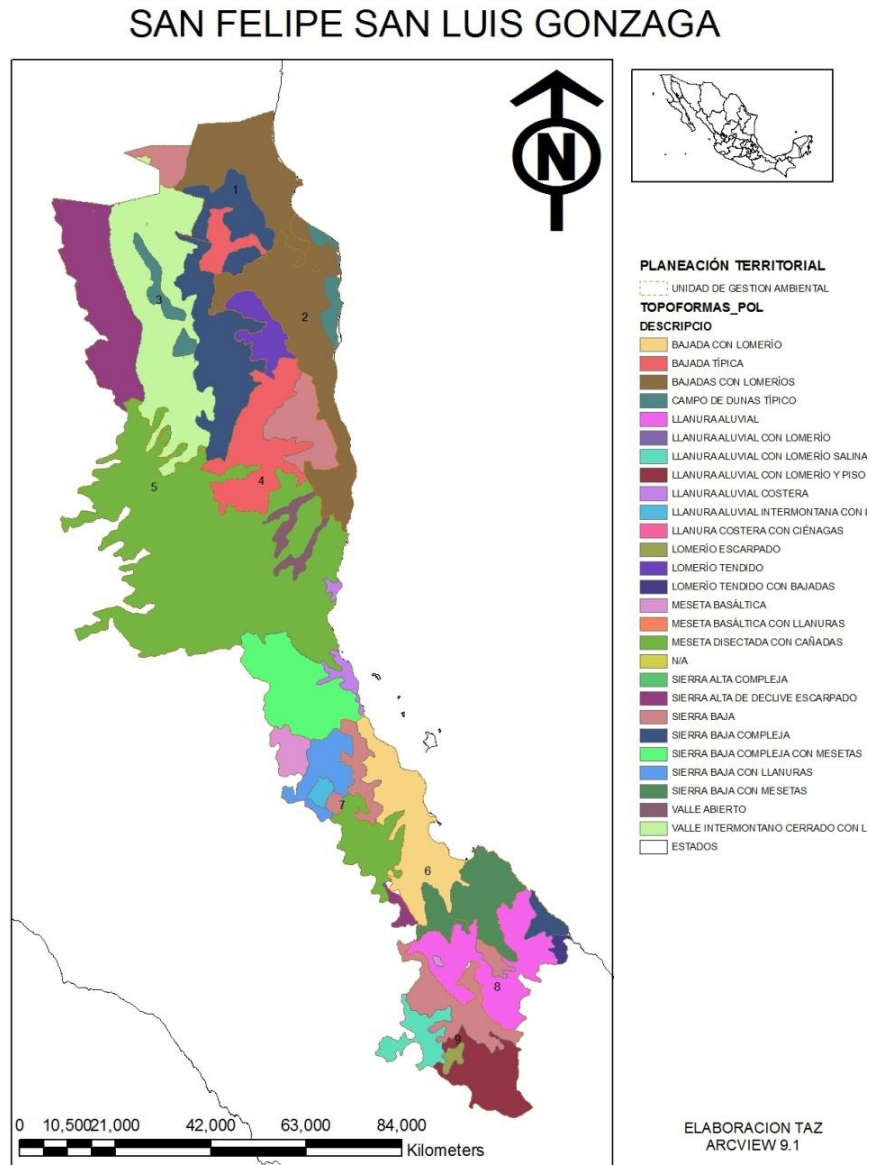 SAN FELIPE SAN LUIS GONZAGA
N
1
2
3
4
5
6
7
8
9
PLANEACIÓN TERRITORIAL
UNIDAD DE GESTION AMBIENTAL
TOPOFORMAS_POL
DESCRIPCIO
BAJADA CON LOMERÍO
BAJADA TÍPICA
BAJADAS CON LOMERÍOS
CAMPO DE DUNAS TÍPICO
LLANURA ALUVIAL
LLANURA ALUVIAL CON LOMERÍO
LLANURA ALUVIAL CON LOMERÍO SALINA
LLANURA ALUVIAL CON LOMERÍO Y PISO
LLANURA ALUVIAL COSTERA
LLANURA ALUVIAL INTERMONTANA CON L
LLANURA COSTERA CON CIÉNAGAS
LOMERÍO ESCARPADO
LOMERÍO TENDIDO
LOMERÍO TENDIDO CON BAJADAS
MESETA BASÁLTICA
MESETA BASÁLTICA CON LLANURAS
MESETA DISECTADA CON CAÑADAS
N/A
SIERRA ALTA COMPLEJA
SIERRA ALTA DE DECLIVE ESCARPADO
SIERRA BAJA
SIERRA BAJA COMPLEJA
SIERRA BAJA COMPLEJA CON MESETAS
SIERRA BAJA CON LLANURAS
SIERRA BAJA CON MESETAS
VALLE ABIERTO
VALLE INTERMONTANO CERRADO CON L
ESTADOS
0 10,500 21,000 42,000 63,000 84,000
Kilometers
ELABORACION TAZ
ARCVIEW 9.1